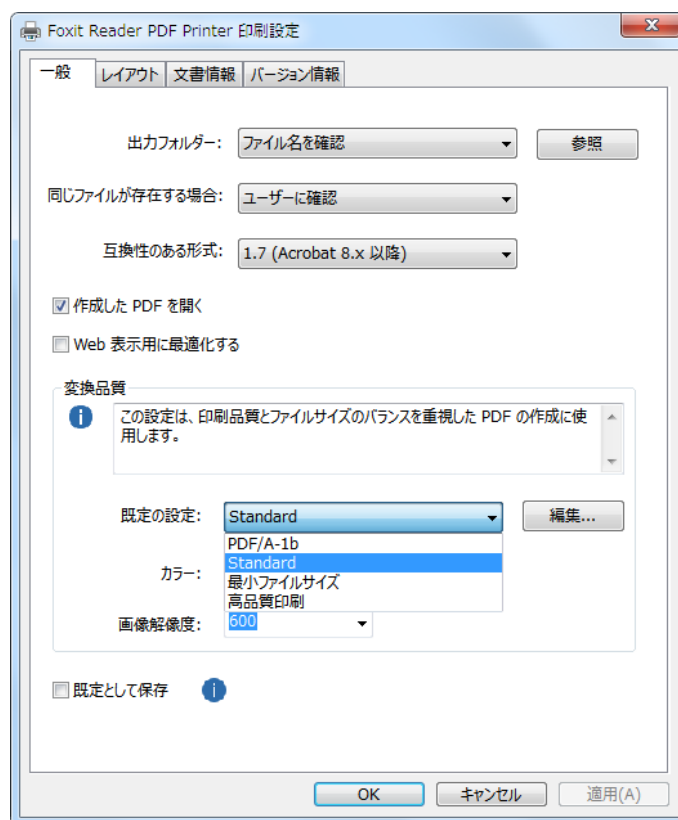 Foxit Reader PDF Printer 印刷設定
一般 レイアウト 文書情報 バージョン情報
出力フォルダー: ファイル名を確認 参照
同じファイルが存在する場合: ユーザーに確認
互換性のある形式: 1.7 (Acrobat 8.x 以降)
作成した PDF を開く
Web 表示用に最適化する
変換品質
この設定は、印刷品質とファイルサイズのバランスを重視した PDF の作成に使
用します。
既定の設定: Standard 編集...
PDF/A-1b
カラー: Standard
最小ファイルサイズ
高品質印刷
画像解像度: 600
既定として保存
OK キャンセル 適用(A)